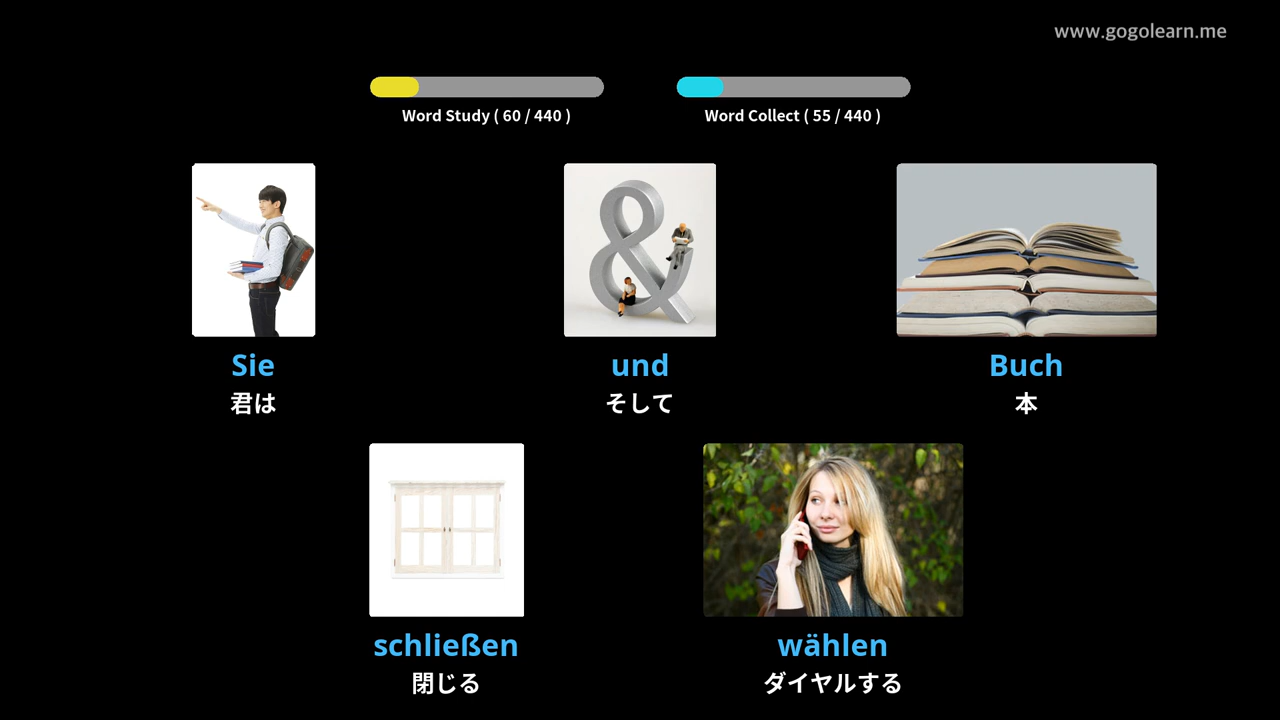 www.gogolearn.me
Word Study ( 60 / 440 )
Word Collect ( 55 / 440 )
Sie
君は
und
そして
Buch
本
schließen
閉じる
wählen
ダイヤルする